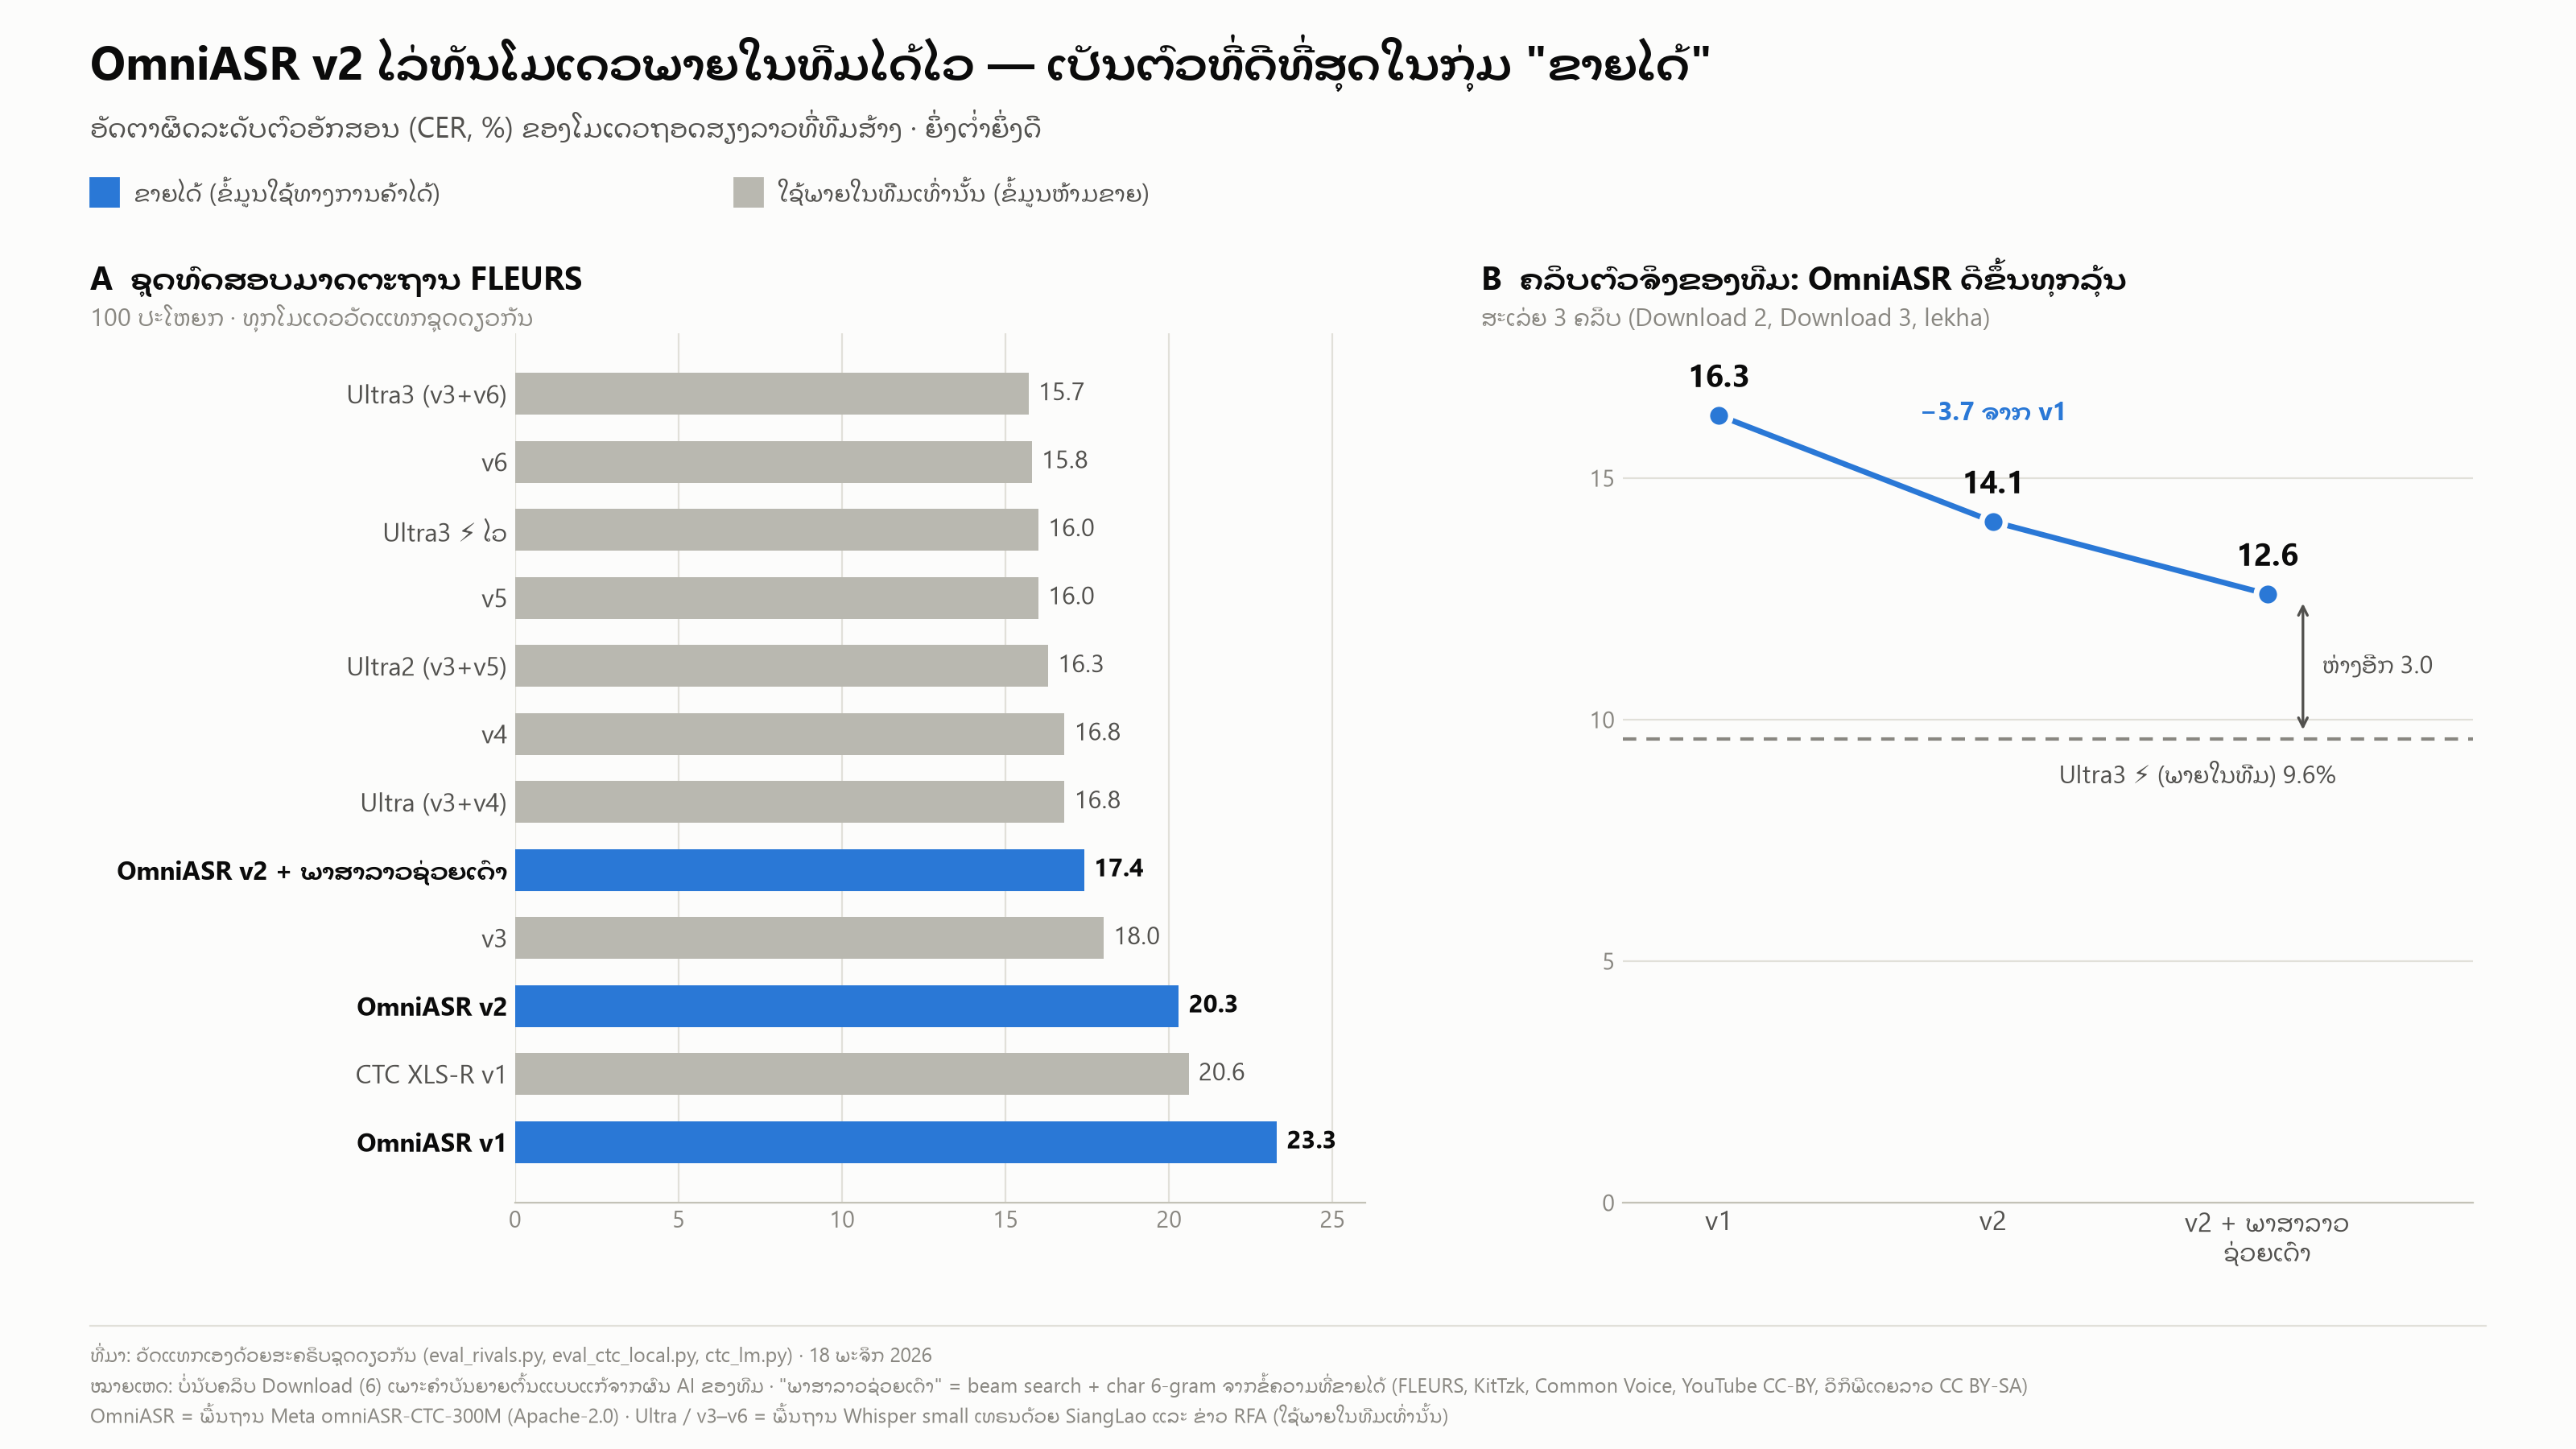 OmniASR v2 ໄລ່ທັນໂມເດວພາຍໃນທີມໄດ້ໄວ — ເປັນຕົວທີ່ດີທີ່ສຸດໃນກຸ່ມ "ຂາຍໄດ້"
ອັດຕາຜິດລະດັບຕົວອັກສອນ (CER, %) ຂອງໂມເດວຖອດສຽງລາວທີ່ທີມສ້າງ · ຍິ່ງຕ່ຳຍິ່ງດີ
ຂາຍໄດ້ (ຂໍ້ມູນໃຊ້ທາງການຄ້າໄດ້)
ໃຊ້ພາຍໃນທີມເທົ່ານັ້ນ (ຂໍ້ມູນຫ້າມຂາຍ)
A ຊຸດທົດສອບມາດຕະຖານ FLEURS
100 ປະໂຫຍກ · ທຸກໂມເດວວັດແທກຊຸດດຽວກັນ
Ultra3 (v3+v6) 15.7
v6 15.8
Ultra3 ⚡ ໄວ 16.0
v5 16.0
Ultra2 (v3+v5) 16.3
v4 16.8
Ultra (v3+v4) 16.8
OmniASR v2 + ພາສາລາວຊ່ວຍເດົາ 17.4
v3 18.0
OmniASR v2 20.3
CTC XLS-R v1 20.6
OmniASR v1 23.3
0 5 10 15 20 25
B ຄລິບຕົວຈິງຂອງທີມ: OmniASR ດີຂຶ້ນທຸກລຸ້ນ
ສະເລ່ຍ 3 ຄລິບ (Download 2, Download 3, lekha)
16.3
−3.7 ຈາກ v1
15
14.1
12.6
ຫ່າງອີກ 3.0
10
Ultra3 ⚡ (ພາຍໃນທີມ) 9.6%
5
0
v1
v2
v2 + ພາສາລາວ
ຊ່ວຍເດົາ
ທີ່ມາ: ວັດແທກເອງດ້ວຍສະຄຣິບຊຸດດຽວກັນ (eval_rivals.py, eval_ctc_local.py, ctc_lm.py) · 18 ພະຈິກ 2026
ໝາຍເຫດ: ບໍ່ນັບຄລິບ Download (6) ເພາະຄຳບັນຍາຍຕົ້ນແບບແກ້ຈາກຜົນ AI ຂອງທີມ · "ພາສາລາວຊ່ວຍເດົາ" = beam search + char 6-gram ຈາກຂໍ້ຄວາມທີ່ຂາຍໄດ້ (FLEURS, KitTzk, Common Voice, YouTube CC-BY, ວິກິພີເດຍລາວ CC BY-SA)
OmniASR = ພື້ນຖານ Meta omniASR-CTC-300M (Apache-2.0) · Ultra / v3–v6 = ພື້ນຖານ Whisper small ເທຣນດ້ວຍ SiangLao ແລະ ຂ່າວ RFA (ໃຊ້ພາຍໃນທີມເທົ່ານັ້ນ)